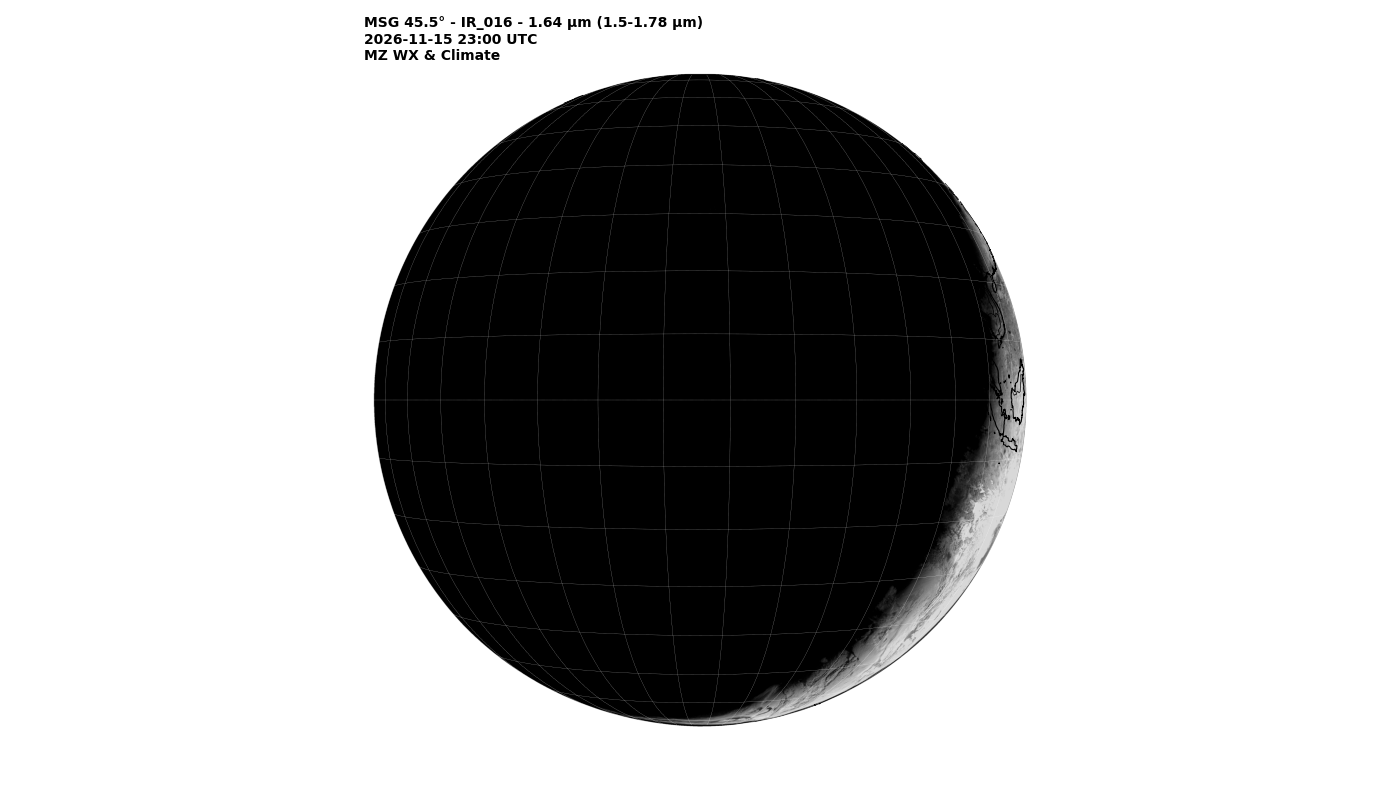 MSG 45.5° - IR_016 - 1.64 µm (1.5-1.78 µm)
2026-11-15 23:00 UTC
MZ WX & Climate